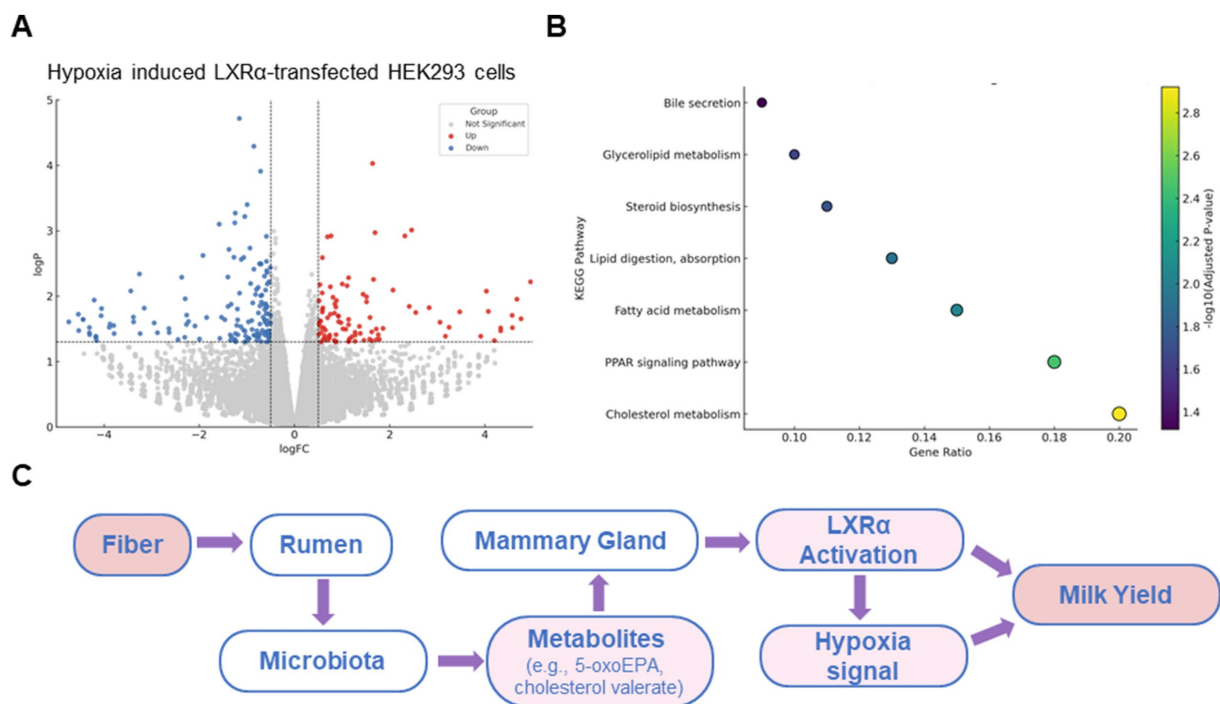 A
Hypoxia induced LXRα-transfected HEK293 cells
5
4
3
2
1
0
logP
−4
−2
0
2
4
logFC
Group
Not Significant
Up
Down
B
Bile secretion
Glycerolipid metabolism
Steroid biosynthesis
Lipid digestion, absorption
Fatty acid metabolism
PPAR signaling pathway
Cholesterol metabolism
KEGG Pathway
0.10
0.12
0.14
0.16
0.18
0.20
Gene Ratio
2.8
2.6
2.4
2.2
2.0
1.8
1.6
1.4
-log10(Adjusted P-value)
C
Fiber
Rumen
Microbiota
Metabolites
(e.g., 5-oxoEPA,
cholesterol valerate)
Mammary Gland
LXRα
Activation
Hypoxia
signal
Milk Yield